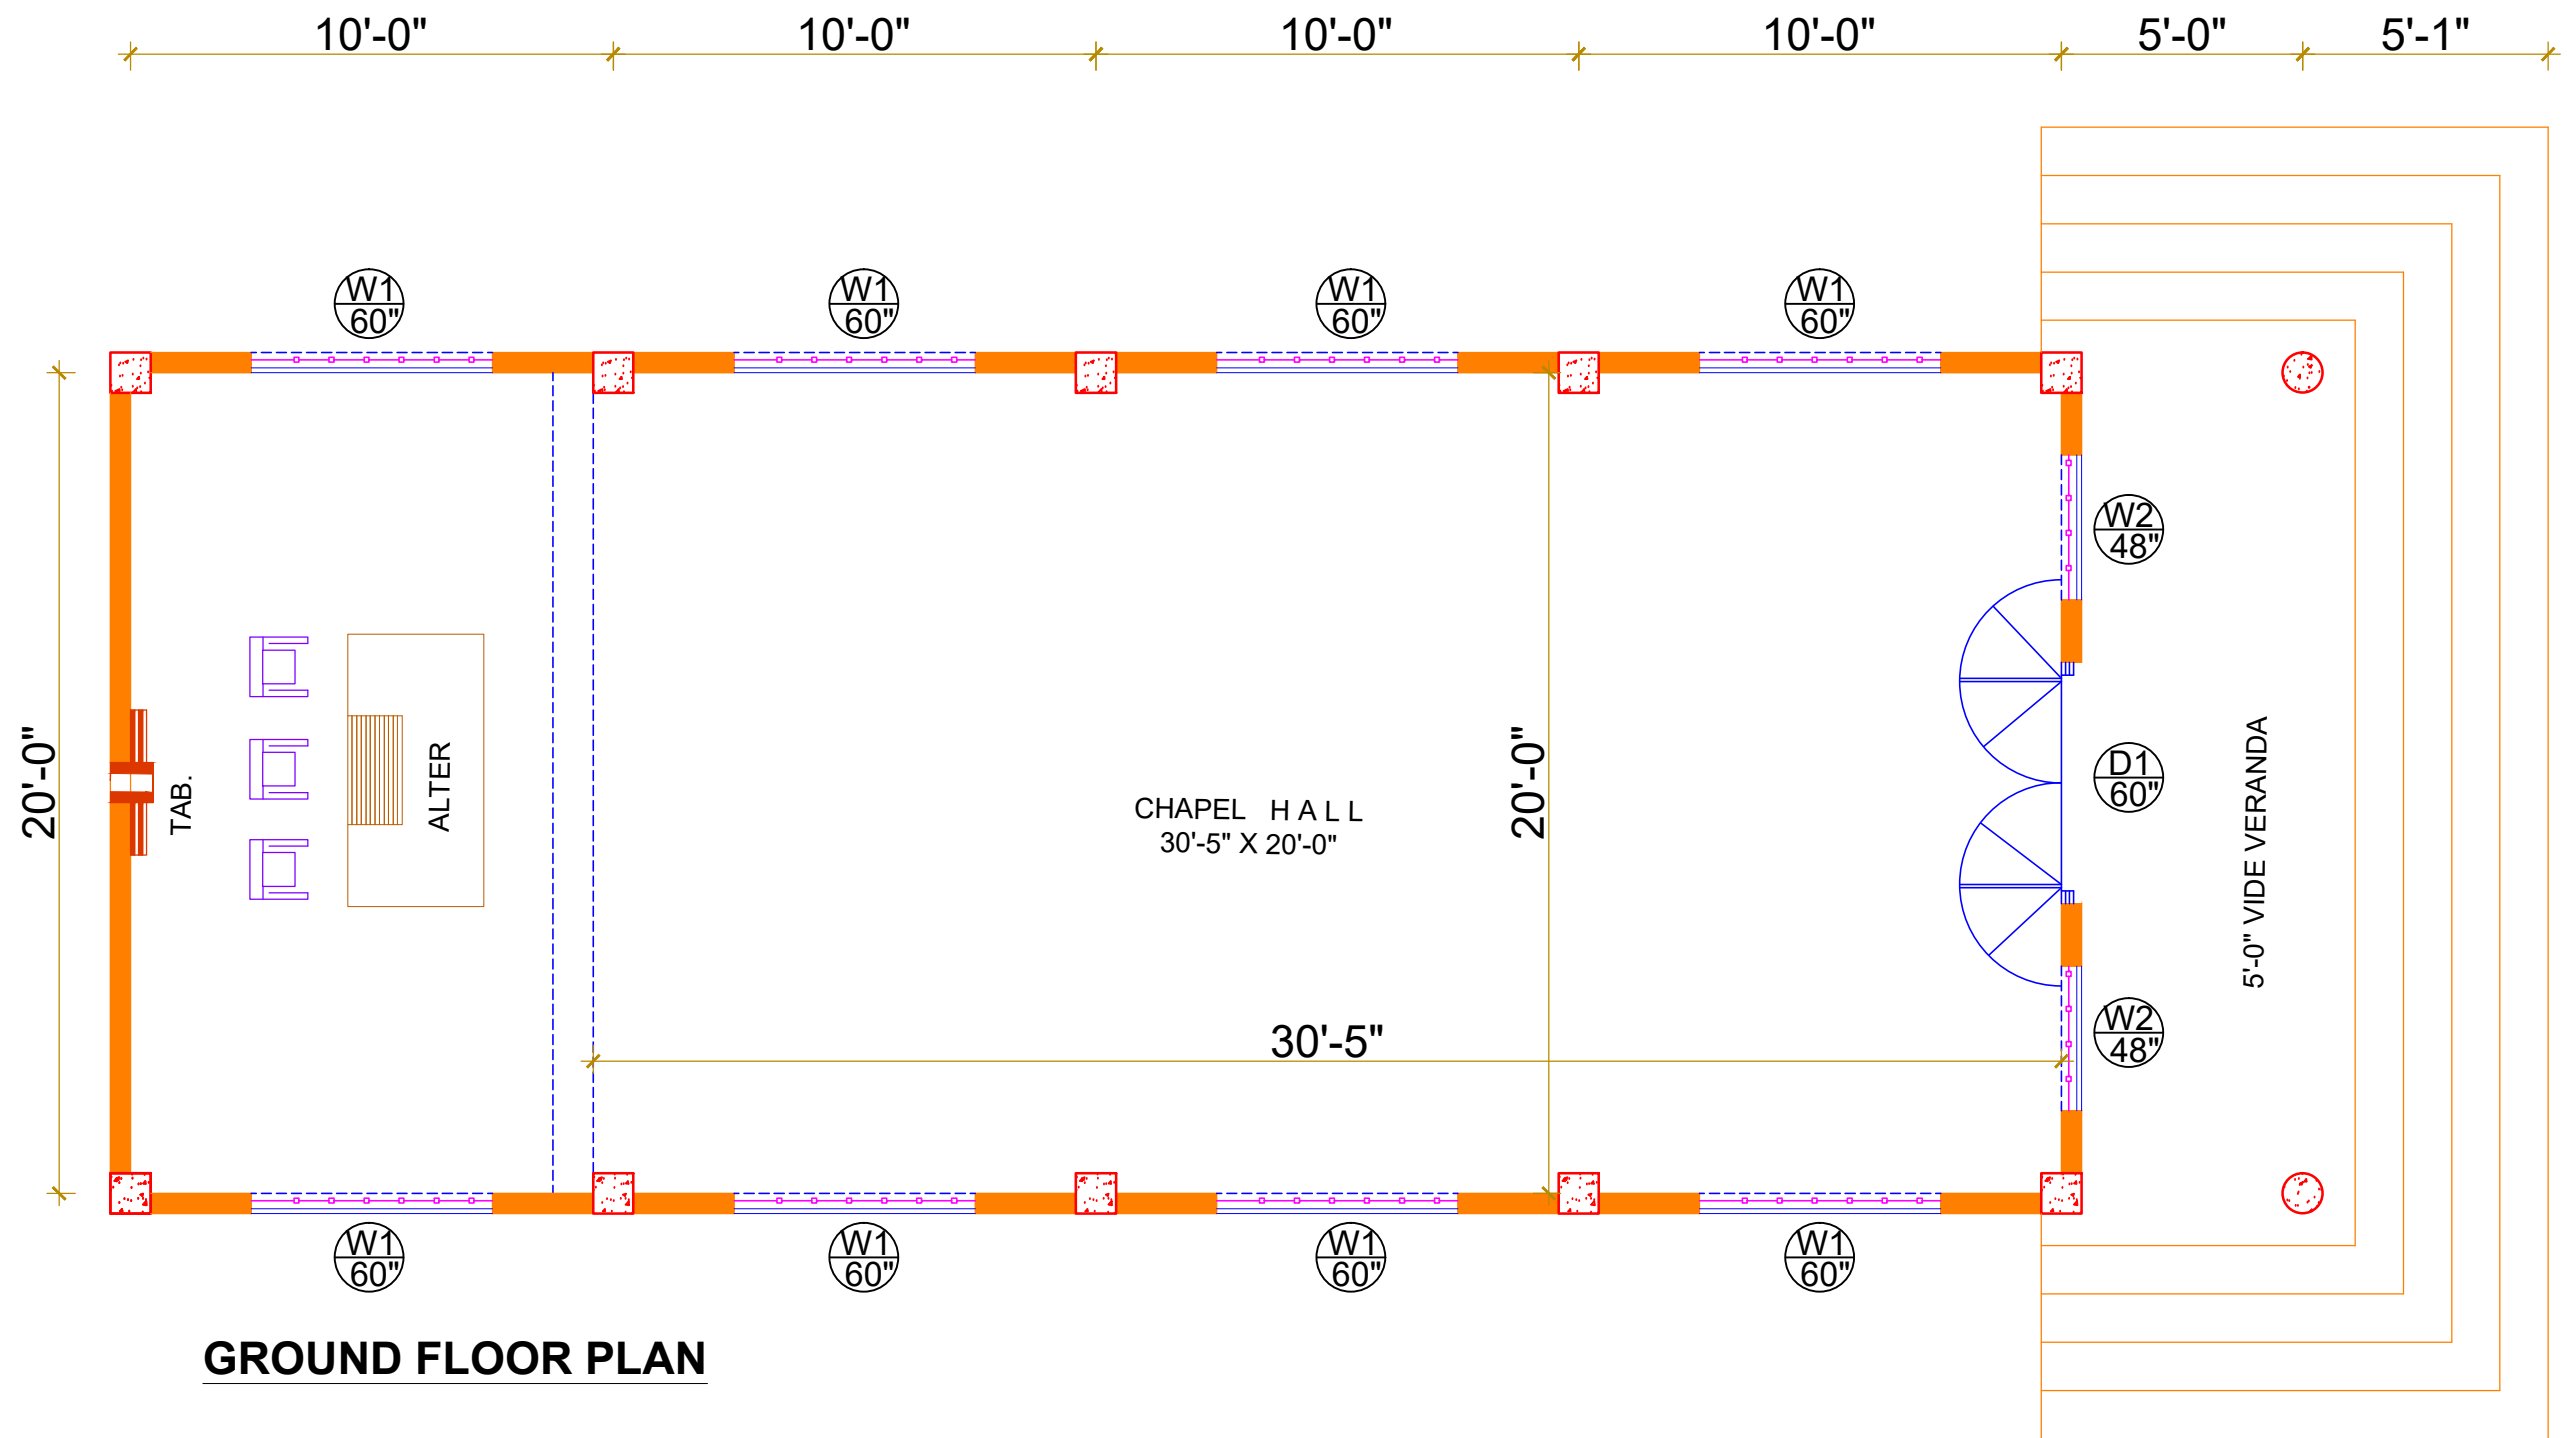 10'-0"
10'-0"
10'-0"
10'-0"
5'-0"
5'-1"
W1
60"
W1
60"
W1
60"
W1
60"
W2
48"
20'-0"
TAB.
ALTER
CHAPEL H A L L
30'-5" X 20'-0"
20'-0"
D1
60"
5'-0" VIDE VERANDA
30'-5"
W2
48"
W1
60"
W1
60"
W1
60"
W1
60"
GROUND FLOOR PLAN